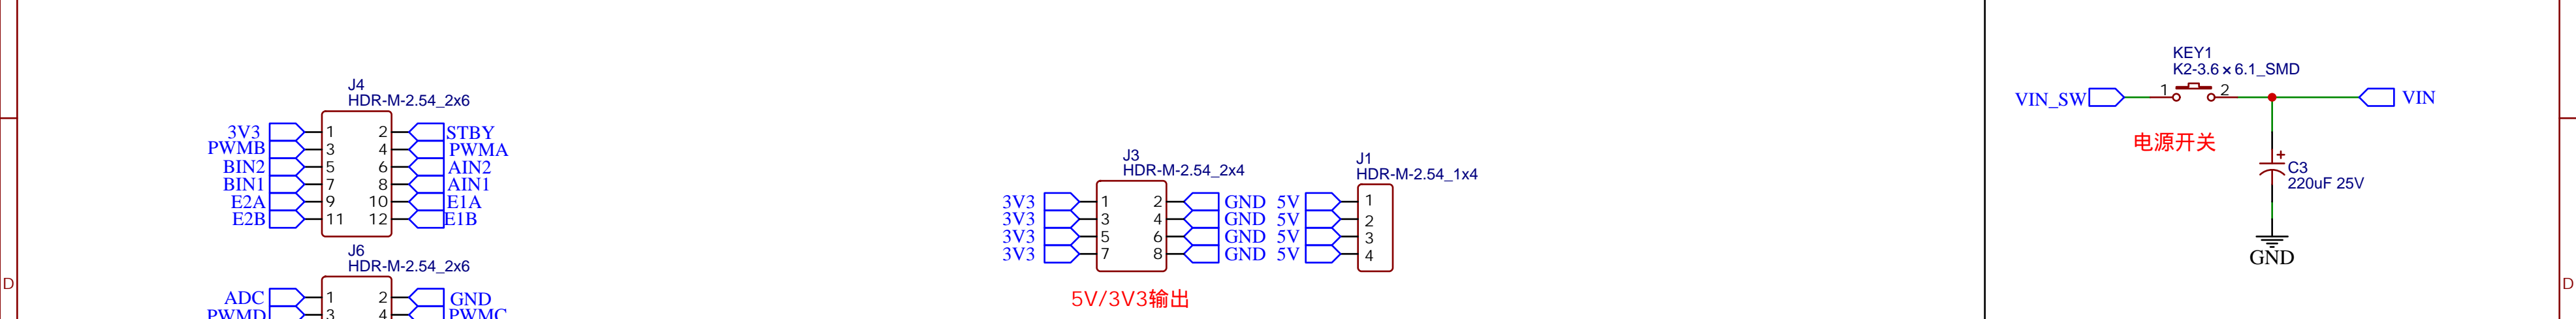 J4
HDR-M-2.54_2x6
3V3 1 2 STBY
PWMB 3 4 PWMA
BIN2 5 6 AIN2
BIN1 7 8 AIN1
E2A 9 10 E1A
E2B 11 12 E1B
J6
HDR-M-2.54_2x6
ADC 1 2 GND
PWMD 3 4 PWMC
D
J3
HDR-M-2.54_2x4
3V3 1 2 GND
3V3 3 4 GND
3V3 5 6 GND
3V3 7 8 GND
J1
HDR-M-2.54_1x4
5V 1
5V 2
5V 3
5V 4
5V/3V3输出
KEY1
K2-3.6×6.1_SMD
VIN_SW 1 2 VIN
电源开关
+
C3
220uF 25V
GND
D